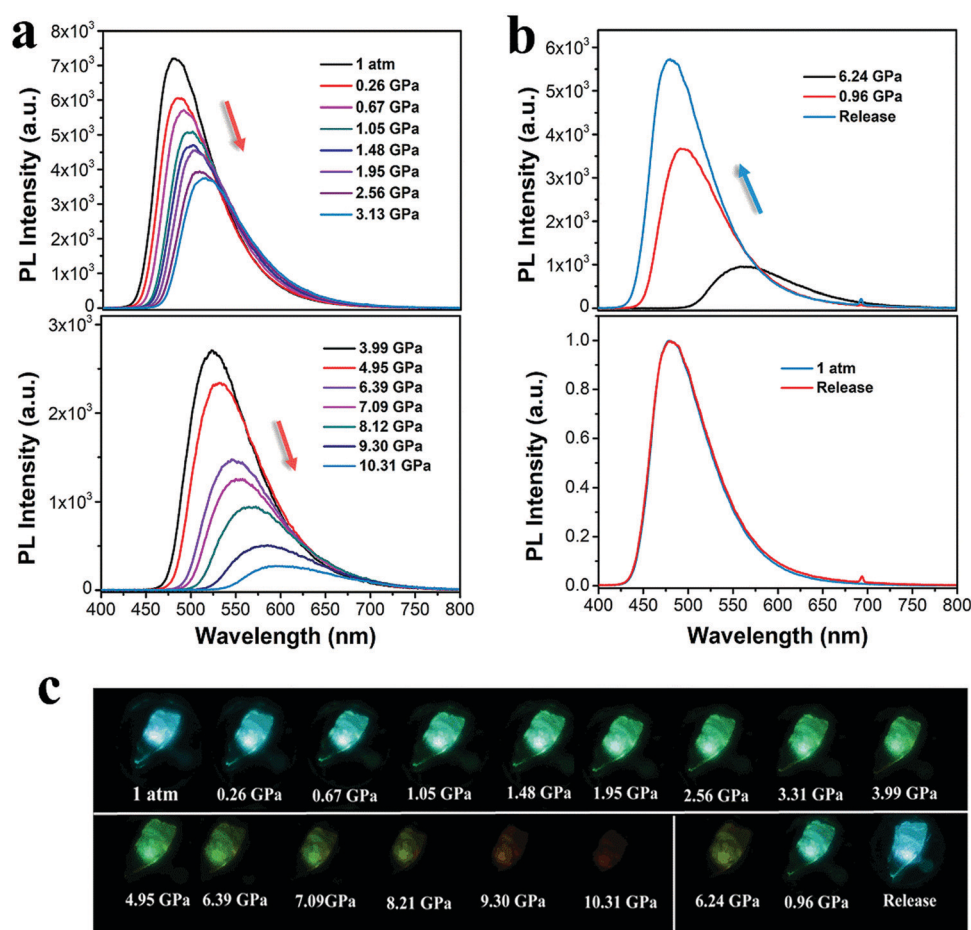 a
8x10³
7x10³
6x10³
5x10³
4x10³
3x10³
2x10³
1x10³
0
PL Intensity (a.u.)
1 atm
0.26 GPa
0.67 GPa
1.05 GPa
1.48 GPa
1.95 GPa
2.56 GPa
3.13 GPa
3x10³
2x10³
1x10³
0
PL Intensity (a.u.)
3.99 GPa
4.95 GPa
6.39 GPa
7.09 GPa
8.12 GPa
9.30 GPa
10.31 GPa
400 450 500 550 600 650 700 750 800
Wavelength (nm)
b
6x10³
5x10³
4x10³
3x10³
2x10³
1x10³
0
PL Intensity (a.u.)
6.24 GPa
0.96 GPa
Release
1.0
0.8
0.6
0.4
0.2
0.0
PL Intensity (a.u.)
1 atm
Release
400 500 600 700 800
Wavelength (nm)
c
1 atm 0.26 GPa 0.67 GPa 1.05 GPa 1.48 GPa 1.95 GPa 2.56 GPa 3.31 GPa 3.99 GPa
4.95 GPa 6.39 GPa 7.09GPa 8.21 GPa 9.30 GPa 10.31 GPa 6.24 GPa 0.96 GPa Release